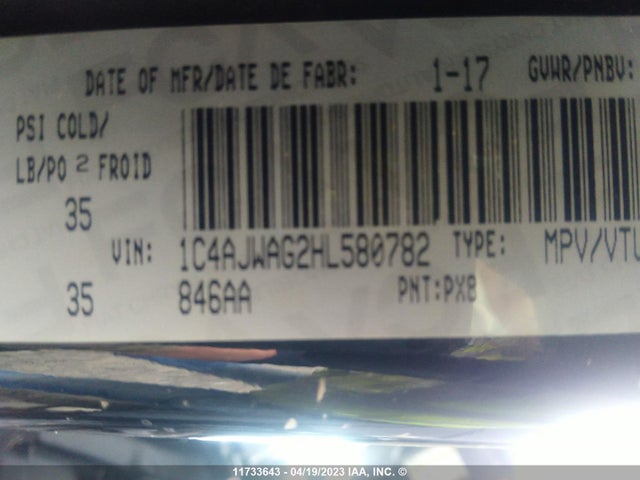 DATE OF MFR/DATE DE FABR: 1-17 GVWR/PNBV:
PSI COLD/
LB/PO 2 FROID
35
VIN: 1C4AJWAG2HL580782 TYPE: MPV/VTU
35 846AA PNT:PX8
11733643 - 04/19/2023 IAA, INC. ©